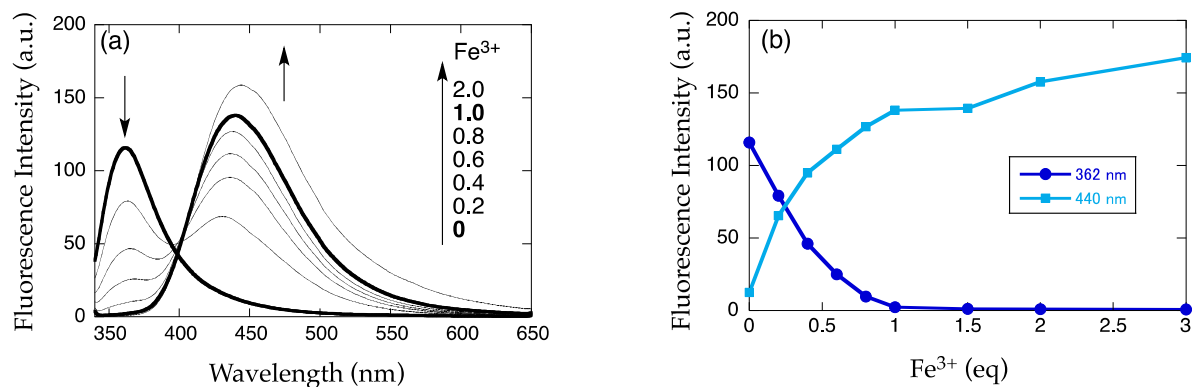 (a)
Fluorescence Intensity (a.u.)
200
150
100
50
0
350 400 450 500 550 600 650
Wavelength (nm)
Fe³⁺
2.0
1.0
0.8
0.6
0.4
0.2
0
(b)
Fluorescence Intensity (a.u.)
200
150
100
50
0
362 nm
440 nm
0 0.5 1 1.5 2 2.5 3
Fe³⁺ (eq)